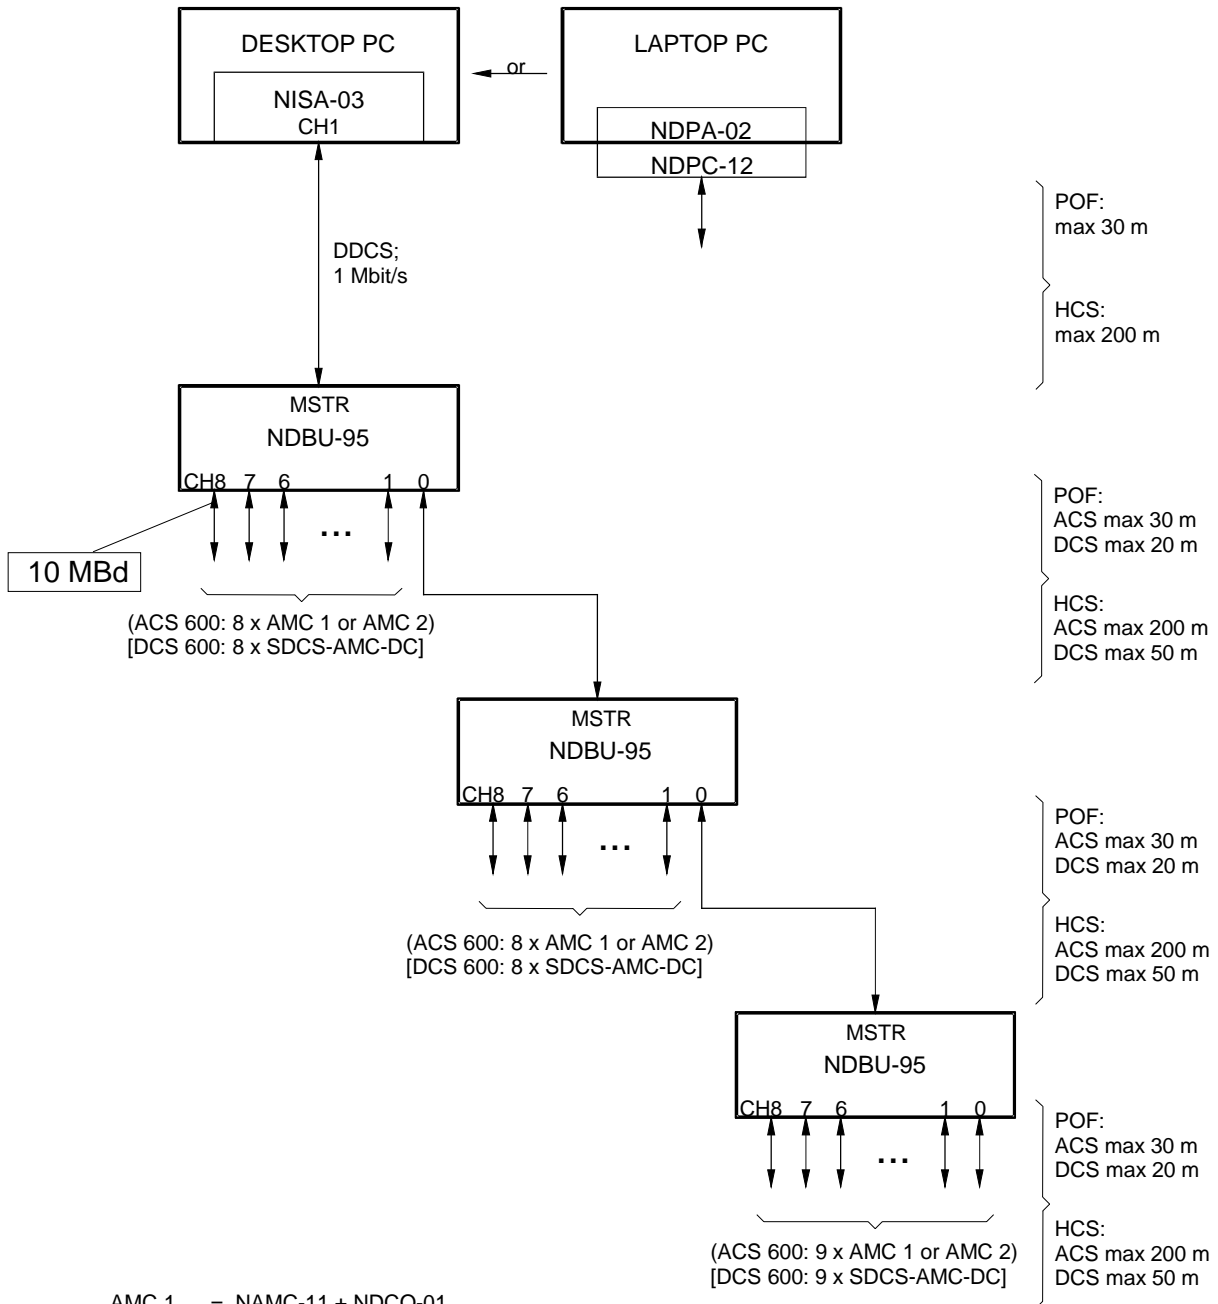 DESKTOP PC
NISA-03
CH1
or
LAPTOP PC
NDPA-02
NDPC-12
DDCS;
1 Mbit/s
POF:
max 30 m
HCS:
max 200 m
MSTR
NDBU-95
CH8 7 6 1 0
...
10 MBd
(ACS 600: 8 x AMC 1 or AMC 2)
[DCS 600: 8 x SDCS-AMC-DC]
POF:
ACS max 30 m
DCS max 20 m
HCS:
ACS max 200 m
DCS max 50 m
MSTR
NDBU-95
CH8 7 6 1 0
...
(ACS 600: 8 x AMC 1 or AMC 2)
[DCS 600: 8 x SDCS-AMC-DC]
POF:
ACS max 30 m
DCS max 20 m
HCS:
ACS max 200 m
DCS max 50 m
MSTR
NDBU-95
CH8 7 6 1 0
...
(ACS 600: 9 x AMC 1 or AMC 2)
[DCS 600: 9 x SDCS-AMC-DC]
POF:
ACS max 30 m
DCS max 20 m
HCS:
ACS max 200 m
DCS max 50 m
AMC 1 = NAMC-11 + NDCO-01